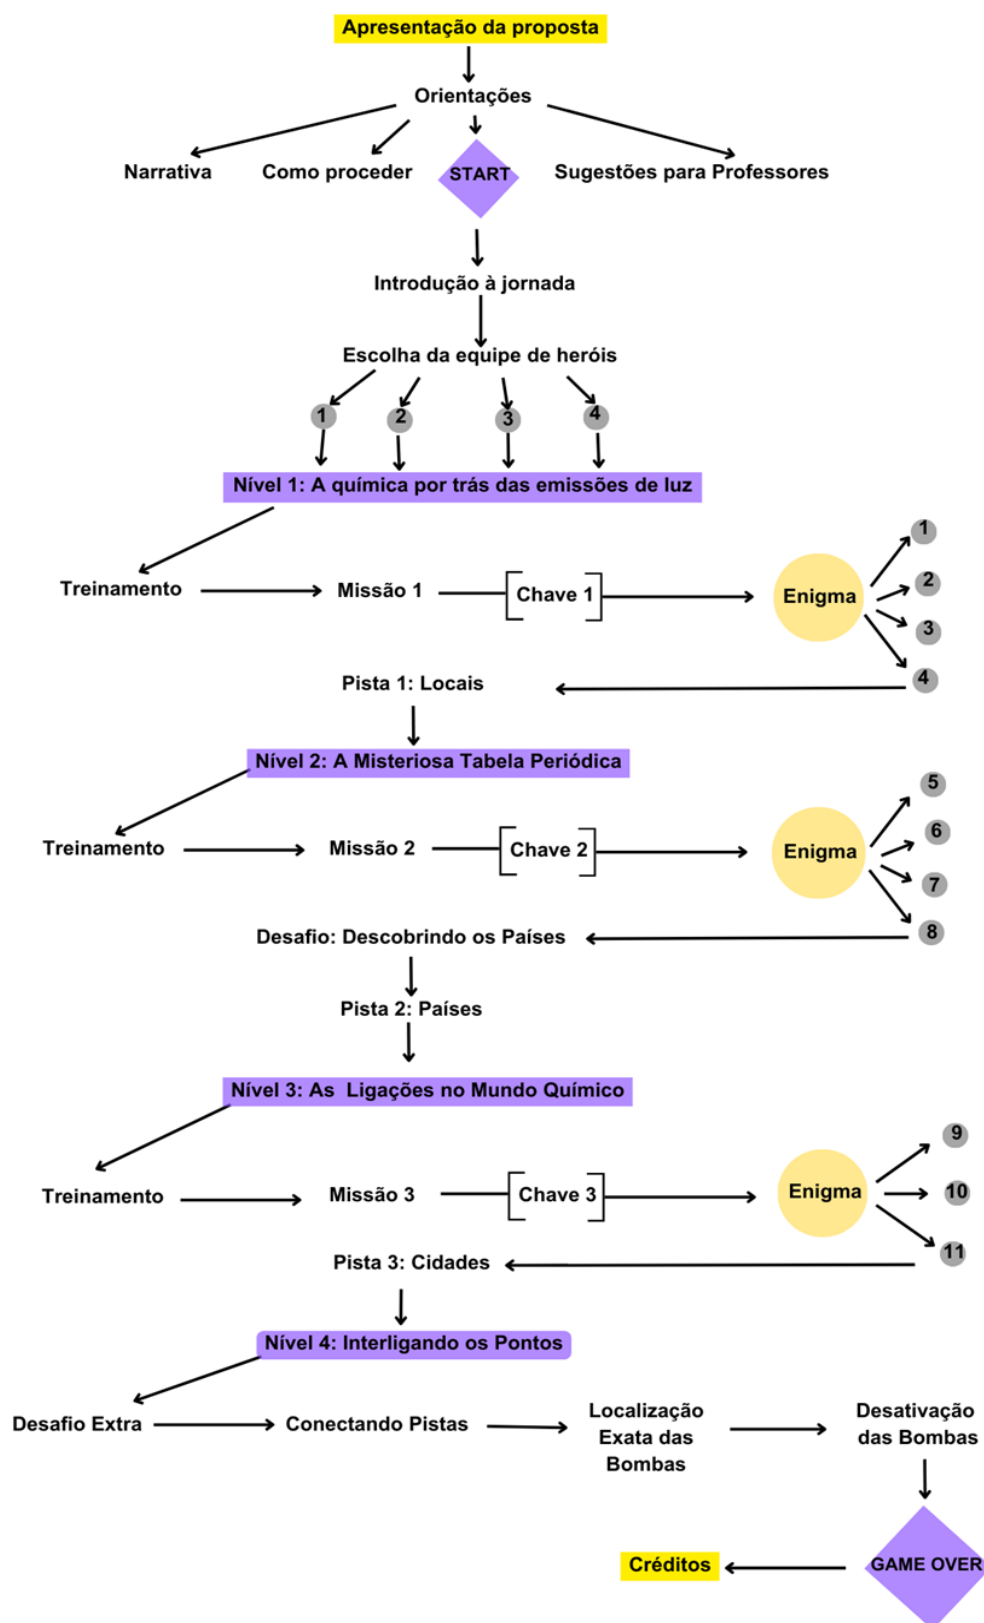 Apresentação da proposta
Orientações
Narrativa
Como proceder
START
Sugestões para Professores
Introdução à jornada
Escolha da equipe de heróis
1
2
3
4
Nível 1: A química por trás das emissões de luz
Treinamento
Missão 1
Chave 1
Enigma
1
2
3
4
Pista 1: Locais
Nível 2: A Misteriosa Tabela Periódica
Treinamento
Missão 2
Chave 2
Enigma
5
6
7
8
Desafio: Descobrindo os Países
Pista 2: Países
Nível 3: As Ligações no Mundo Químico
Treinamento
Missão 3
Chave 3
Enigma
9
10
11
Pista 3: Cidades
Nível 4: Interligando os Pontos
Desafio Extra
Conectando Pistas
Localização
Exata das
Bombas
Desativação
das Bombas
GAME OVER
Créditos